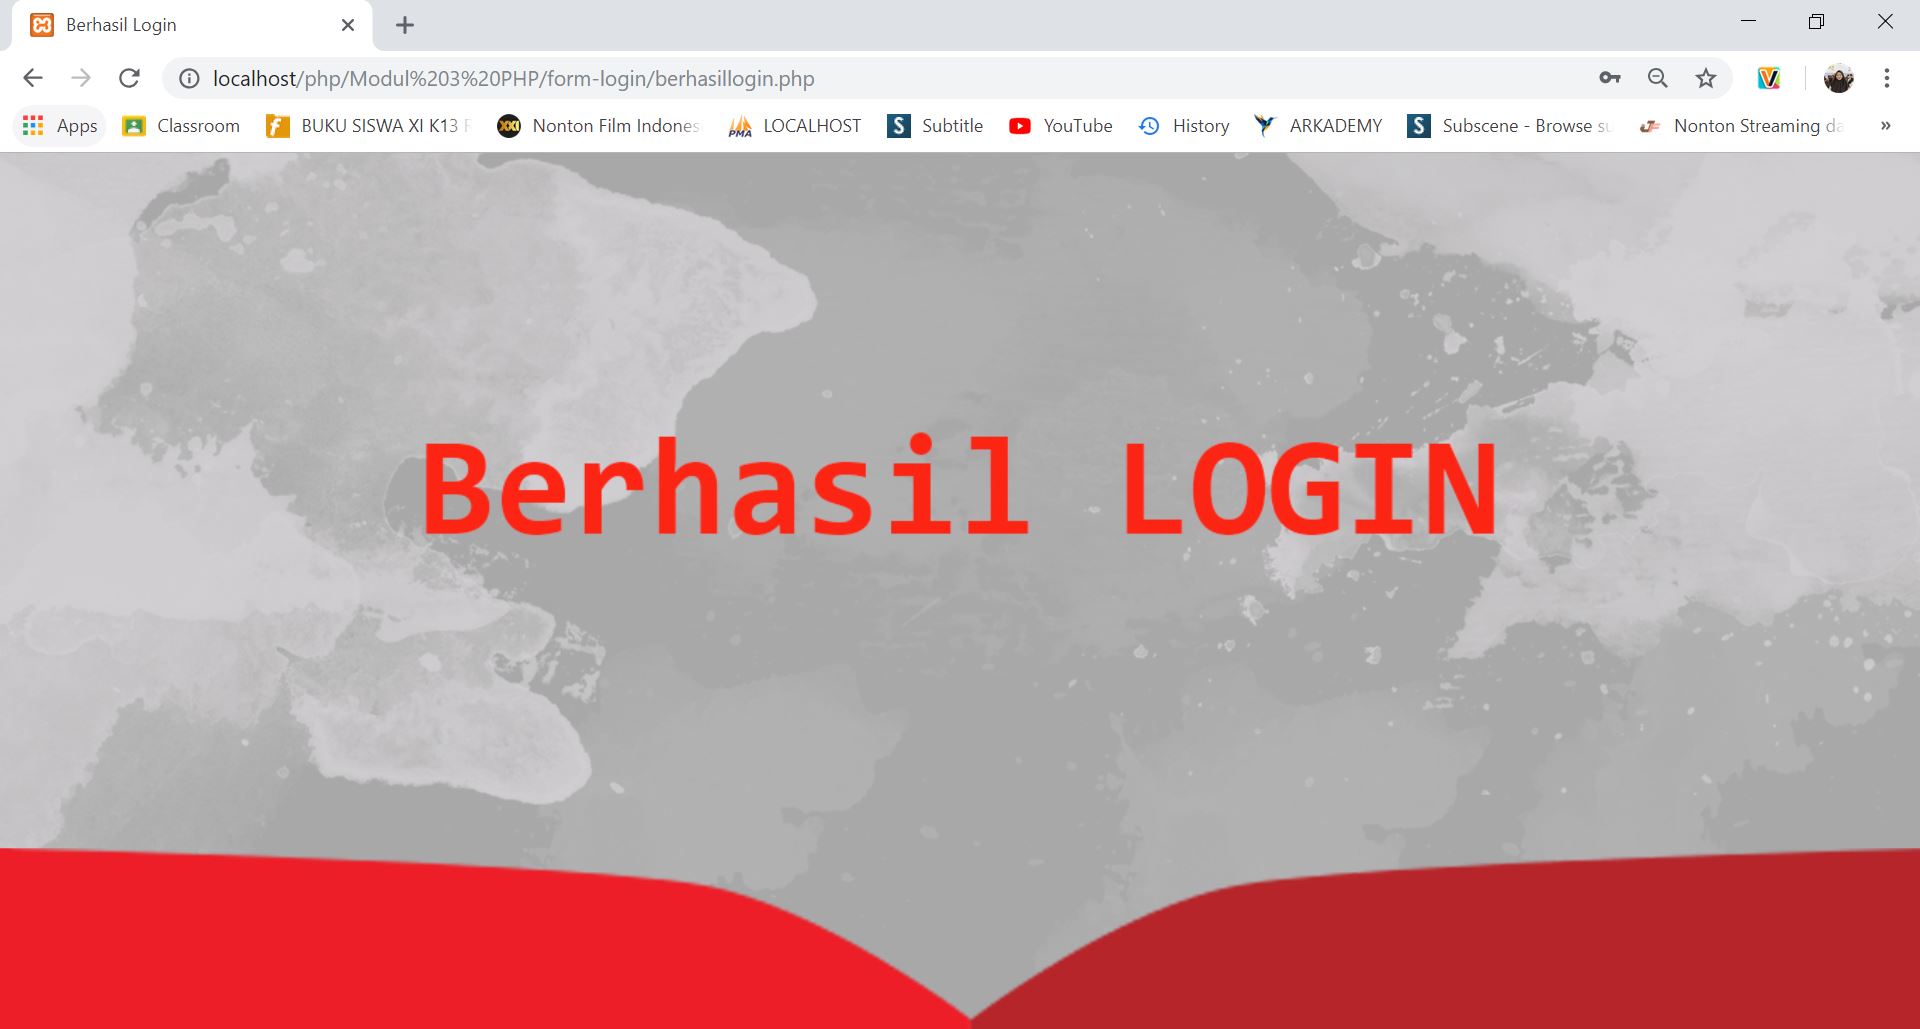 Berhasil Login
localhost/php/Modul%203%20PHP/form-login/berhasillogin.php
Apps Classroom BUKU SISWA XI K13 Nonton Film Indones PMA LOCALHOST S Subtitle YouTube History ARKADEMY S Subscene - Browse su Nonton Streaming da »
Berhasil LOGIN